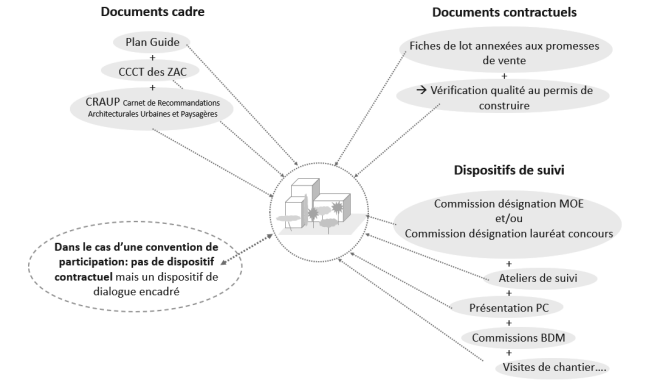 Documents cadre
Plan Guide
+
CCCT des ZAC
+
CRAUP Carnet de Recommandations
Architecturales Urbaines et Paysagères
Documents contractuels
Fiches de lot annexées aux promesses
de vente
+
→ Vérification qualité au permis de
construire
Dispositifs de suivi
Commission désignation MOE
et/ou
Commission désignation lauréat concours
+
Ateliers de suivi
+
Présentation PC
+
Commissions BDM
+
Visites de chantier....
Dans le cas d'une convention de
participation: pas de dispositif
contractuel mais un dispositif de
dialogue encadré